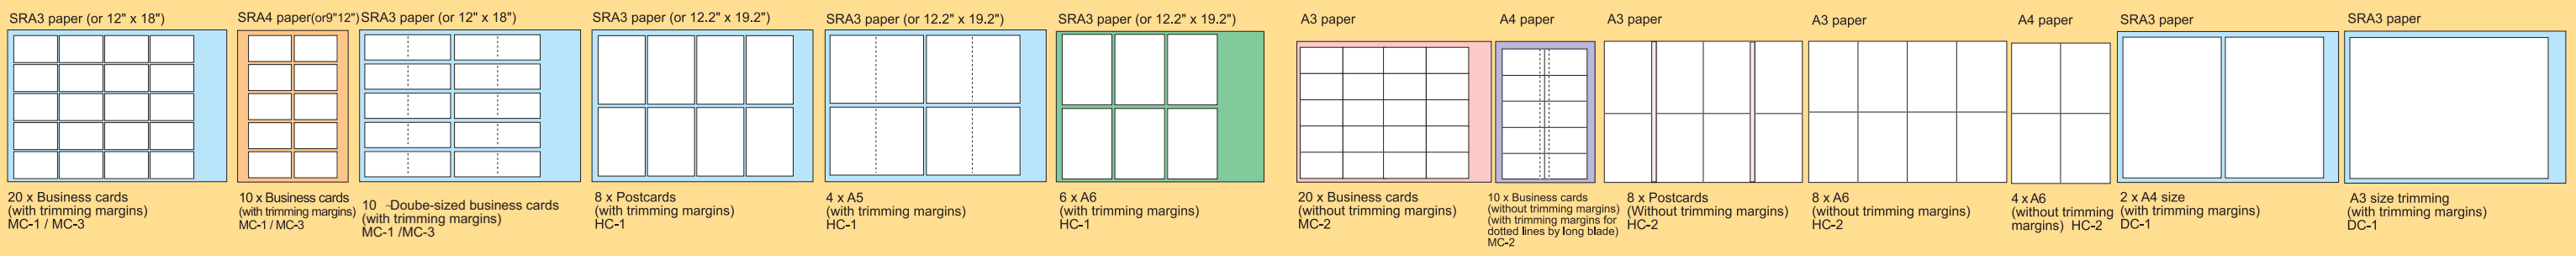 SRA3 paper (or 12" x 18")
20 x Business cards
(with trimming margins)
MC-1 / MC-3
SRA4 paper(or9"12")
10 x Business cards
(with trimming margins)
MC-1 / MC-3
SRA3 paper (or 12" x 18")
10 -Doube-sized business cards
(with trimming margins)
MC-1 /MC-3
SRA3 paper (or 12.2" x 19.2")
8 x Postcards
(with trimming margins)
HC-1
SRA3 paper (or 12.2" x 19.2")
4 x A5
(with trimming margins)
HC-1
SRA3 paper (or 12.2" x 19.2")
6 x A6
(with trimming margins)
HC-1
A3 paper
20 x Business cards
(without trimming margins)
MC-2
A4 paper
10 x Business cards
(without trimming margins)
(with trimming margins for
dotted lines by long blade)
MC-2
A3 paper
8 x Postcards
(Without trimming margins)
HC-2
A3 paper
8 x A6
(without trimming margins)
HC-2
A4 paper
4 x A6
(without trimming
margins) HC-2
SRA3 paper
2 x A4 size
(with trimming margins)
DC-1
SRA3 paper
A3 size trimming
(with trimming margins)
DC-1